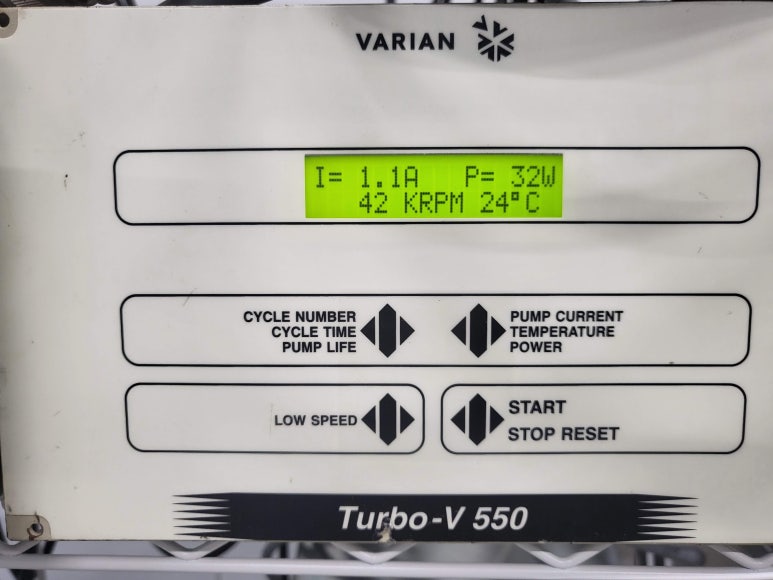 VARIAN
I= 1.1A P= 32W
42 KRPM 24°C
CYCLE NUMBER
CYCLE TIME
PUMP LIFE
PUMP CURRENT
TEMPERATURE
POWER
LOW SPEED
START
STOP RESET
Turbo-V 550